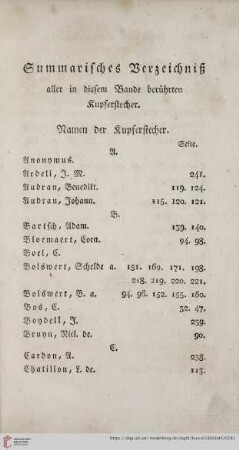 Summarisches Verzeichniß
aller in diesem Bande berührten
Kupferstecher.
Namen der Kupferstecher.
Seite.
A.
Anonymus.
Ardell, J. M. 241.
Audran, Benedikt. 119. 124.
Audran, Johann. 115. 120. 121.
B.
Bartsch, Adam. 139. 140.
Bloemaert, Corn. 94. 98.
Boel, C.
Bolswert, Schelde a. 151. 169. 171. 198.
218. 219. 220. 221.
Bolswert, B. a. 94. 96. 152. 155. 160.
Bos, C. 32. 47.
Boydell, J. 239.
Bruyn, Nicl. de. 90.
C.
Cardon, A. 238.
Chatillon, L. de. 113.